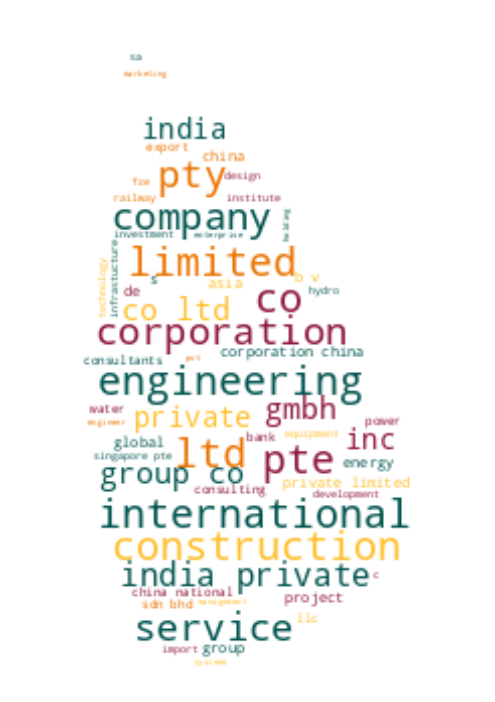 sa
marketing
india
export
china
fze pty design
railway institute
company
investment enterprise holding
limited
technology infrastructure s asia b v
de co hydro
co ltd
corporation
corporation china
consultants pvt
engineering
water private gmbh
engineer power
global bank equipment inc
singapore pte ltd pte energy
group co
consulting private limited
development
international
construction
india private c
china national
sdn bhd management project
llc
service
import group
systems